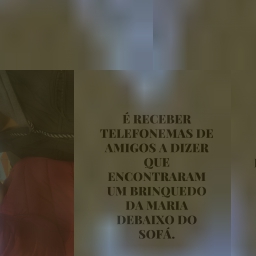 É RECEBER
TELEFONEMAS DE
AMIGOS A DIZER
QUE
ENCONTRARAM
UM BRINQUEDO
DA MARIA
DEBAIXO DO
SOFÁ.